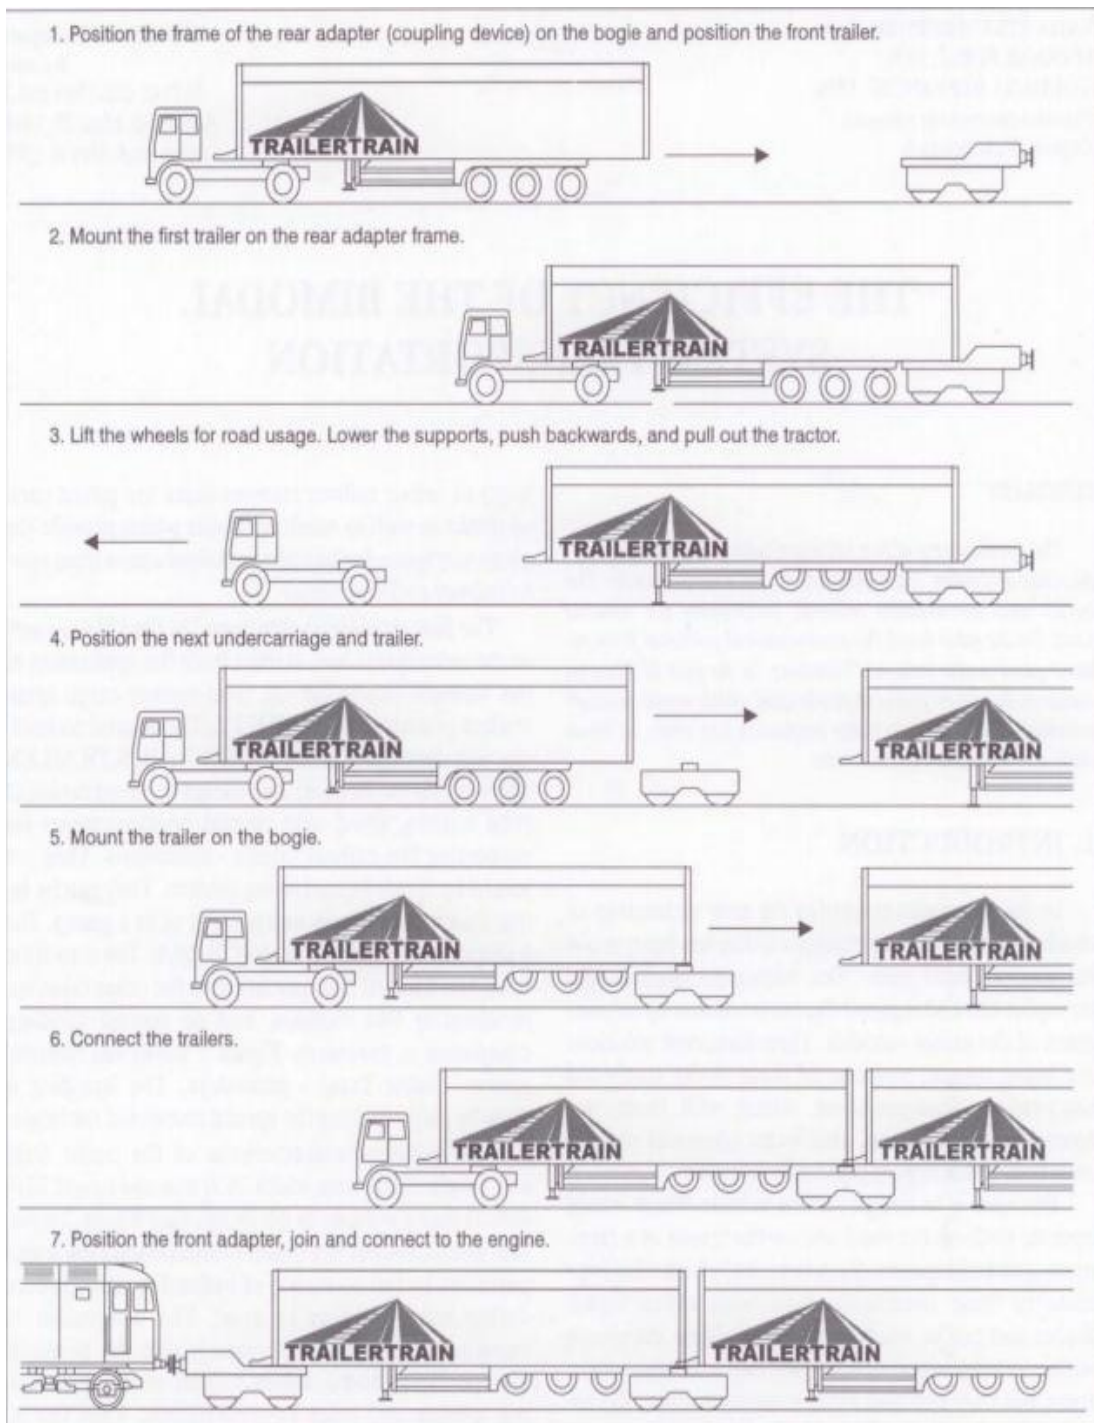 1. Position the frame of the rear adapter (coupling device) on the bogie and position the front trailer.
TRAILERTRAIN
2. Mount the first trailer on the rear adapter frame.
TRAILERTRAIN
3. Lift the wheels for road usage. Lower the supports, push backwards, and pull out the tractor.
TRAILERTRAIN
4. Position the next undercarriage and trailer.
TRAILERTRAIN
TRAILERTRAIN
5. Mount the trailer on the bogie.
TRAILERTRAIN
TRAILERTRAIN
6. Connect the trailers.
TRAILERTRAIN
TRAILERTRAIN
7. Position the front adapter, join and connect to the engine.
TRAILERTRAIN
TRAILERTRAIN